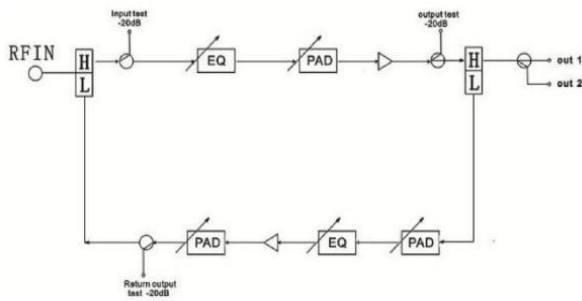 Input test
-20dB
output test
-20dB
RFIN
H
L
EQ
PAD
H
L
out 1
out 2
PAD
EQ
PAD
Return output
test -20dB